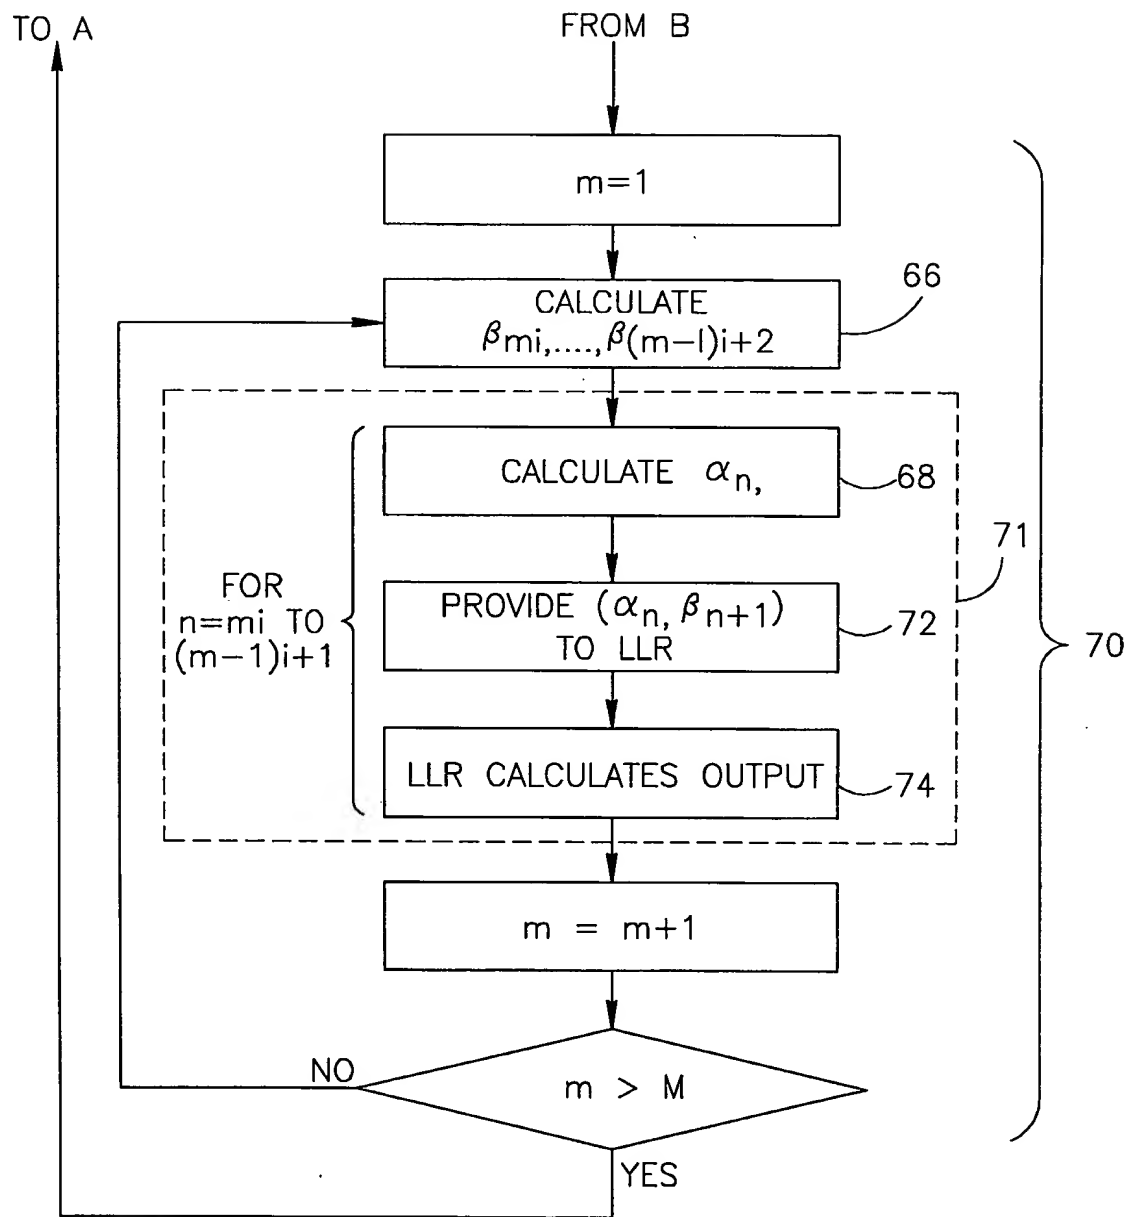 TO A
FROM B
m=1
66
CALCULATE
βmi,....,β(m-1)i+2
CALCULATE αn,
68
71
FOR
n=mi TO
(m-1)i+1
PROVIDE (αn, βn+1)
TO LLR
72
70
LLR CALCULATES OUTPUT
74
m = m+1
NO
m > M
YES